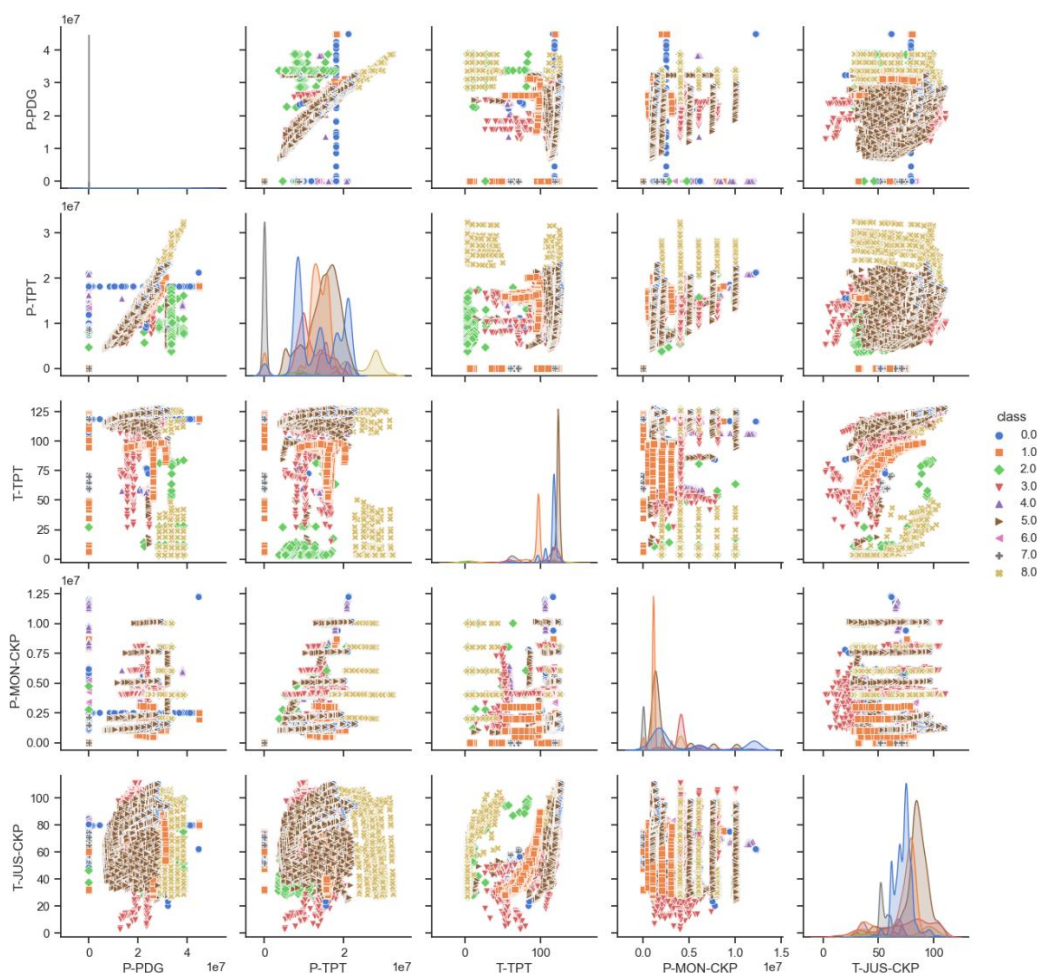 1e7
P-PDG
4
3
2
1
0
1e7
P-TPT
3
2
1
0
T-TPT
125
100
75
50
25
0
class
0.0
1.0
2.0
3.0
4.0
5.0
6.0
7.0
8.0
1e7
P-MON-CKP
1.25
1.00
0.75
0.50
0.25
0.00
T-JUS-CKP
100
80
60
40
20
0
0 2 4 1e7
P-PDG
0 2 1e7
P-TPT
0 100
T-TPT
0.0 0.5 1.0 1.5 1e7
P-MON-CKP
0 50 100
T-JUS-CKP